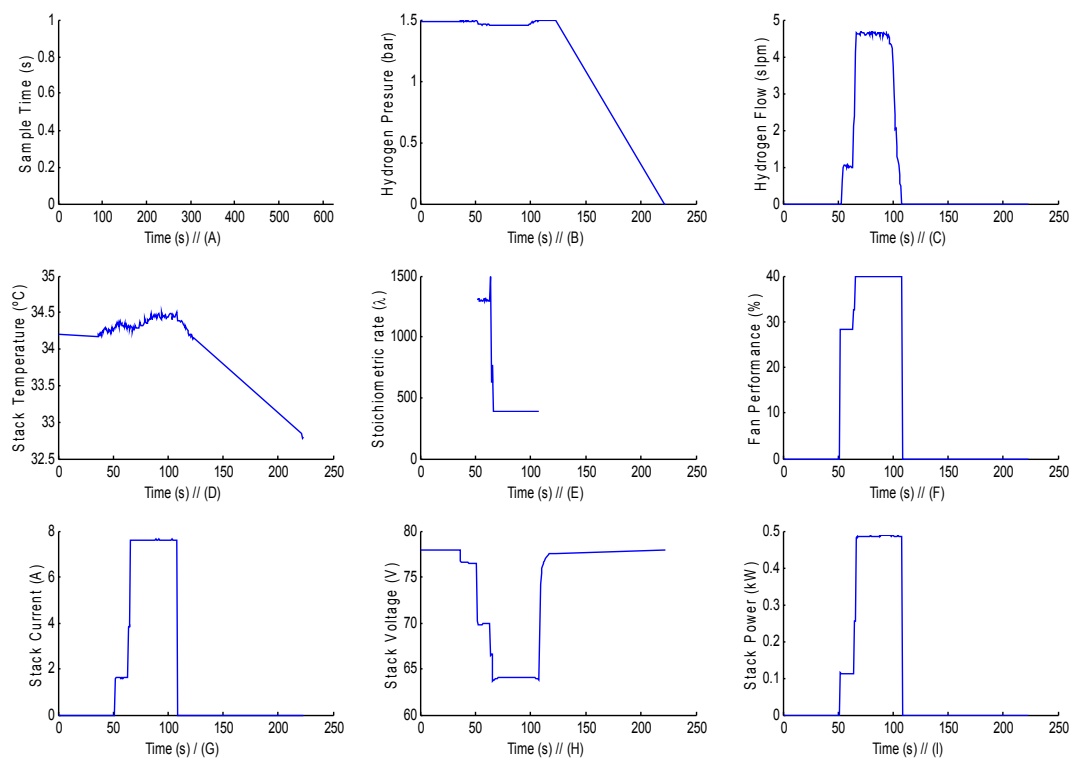 Sample Time (s)
1
0.8
0.6
0.4
0.2
0
0 100 200 300 400 500 600
Time (s) // (A)
Hydrogen Presure (bar)
1.5
1
0.5
0
0 50 100 150 200 250
Time (s) // (B)
Hydrogen Flow (slpm)
5
4
3
2
1
0
0 50 100 150 200 250
Time (s) // (C)
Stack Temperature (ºC)
35
34.5
34
33.5
33
32.5
0 50 100 150 200 250
Time (s) // (D)
Stoichiometric rate (λ)
1500
1000
500
0
0 50 100 150 200 250
Time (s) // (E)
Fan Performance (%)
40
30
20
10
0
0 50 100 150 200 250
Time (s) // (F)
Stack Current (A)
8
6
4
2
0
0 50 100 150 200 250
Time (s) / (G)
Stack Voltage (V)
80
75
70
65
60
0 50 100 150 200 250
Time (s) // (H)
Stack Power (kW)
0.5
0.4
0.3
0.2
0.1
0
0 50 100 150 200 250
Time (s) // (I)